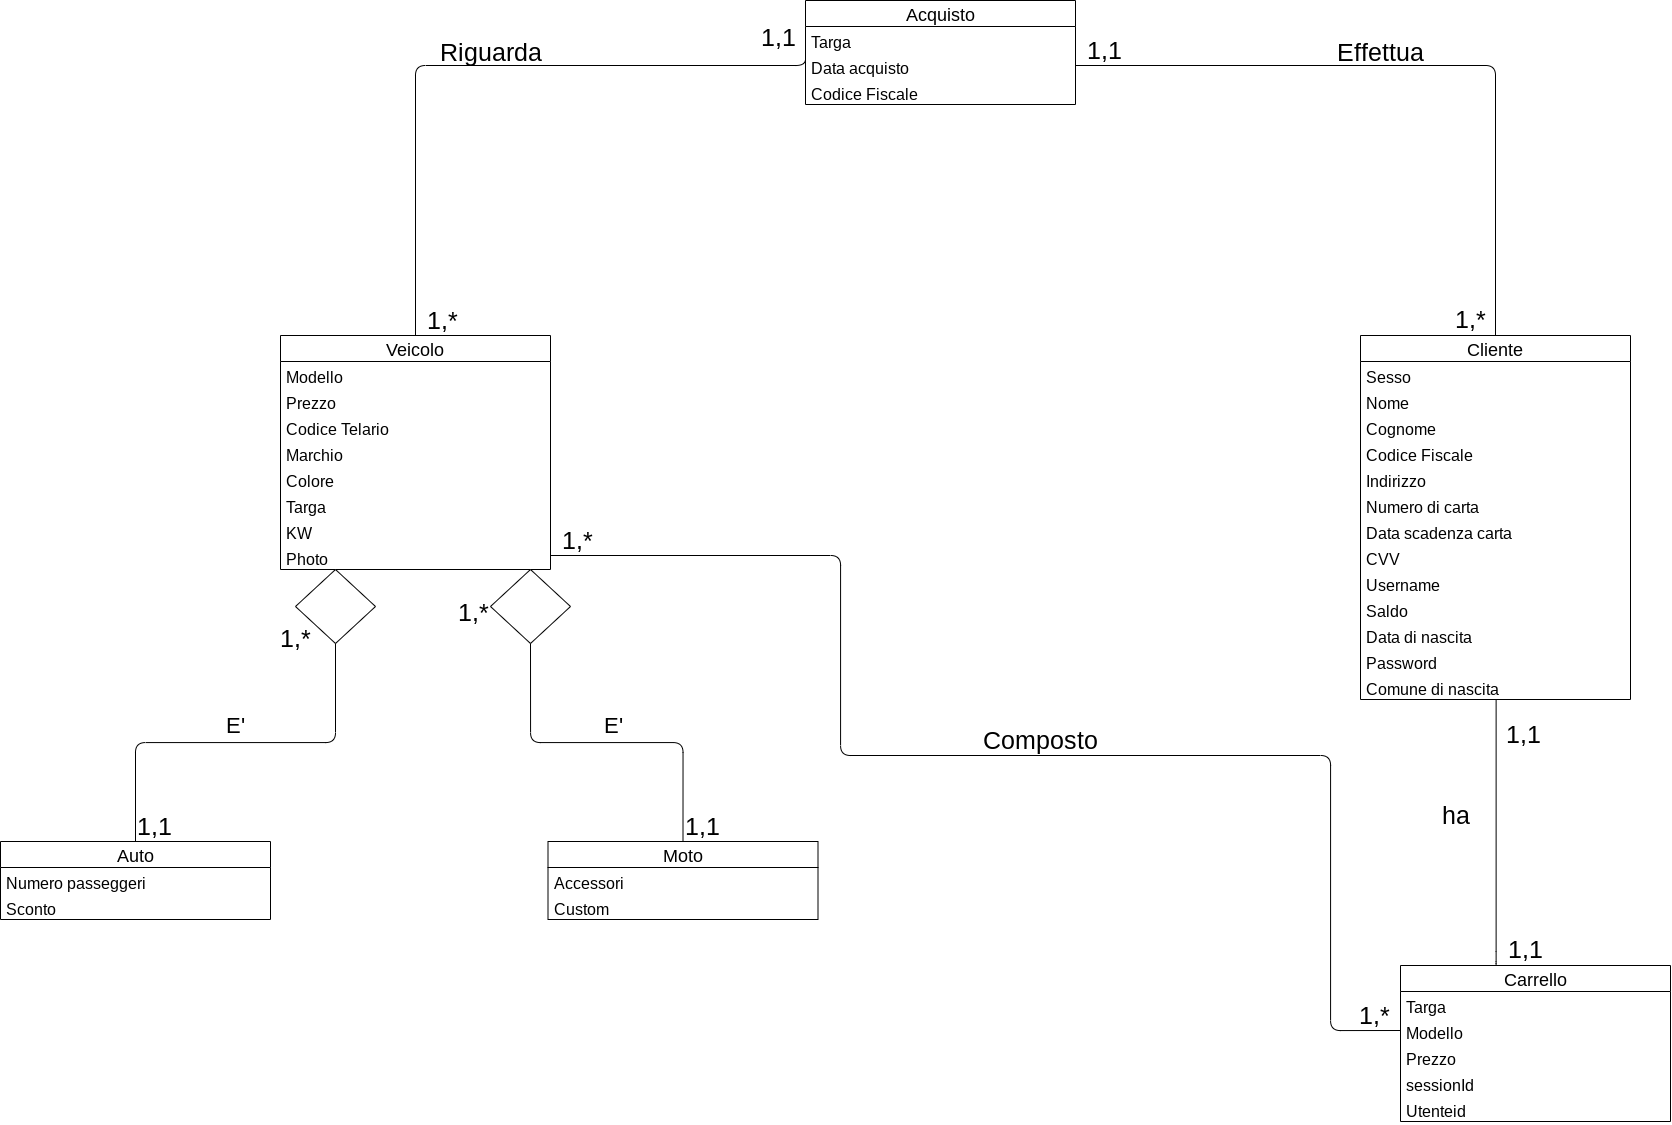 Acquisto
Targa
Data acquisto
Codice Fiscale
Riguarda
1,1
1,1
Effettua
1,*
1,*
Veicolo
Modello
Prezzo
Codice Telario
Marchio
Colore
Targa
KW
Photo
Cliente
Sesso
Nome
Cognome
Codice Fiscale
Indirizzo
Numero di carta
Data scadenza carta
CVV
Username
Saldo
Data di nascita
Password
Comune di nascita
1,*
1,*
1,*
E'
E'
Composto
1,1
ha
1,1
1,1
Auto
Numero passeggeri
Sconto
Moto
Accessori
Custom
1,1
1,*
Carrello
Targa
Modello
Prezzo
sessionId
Utenteid